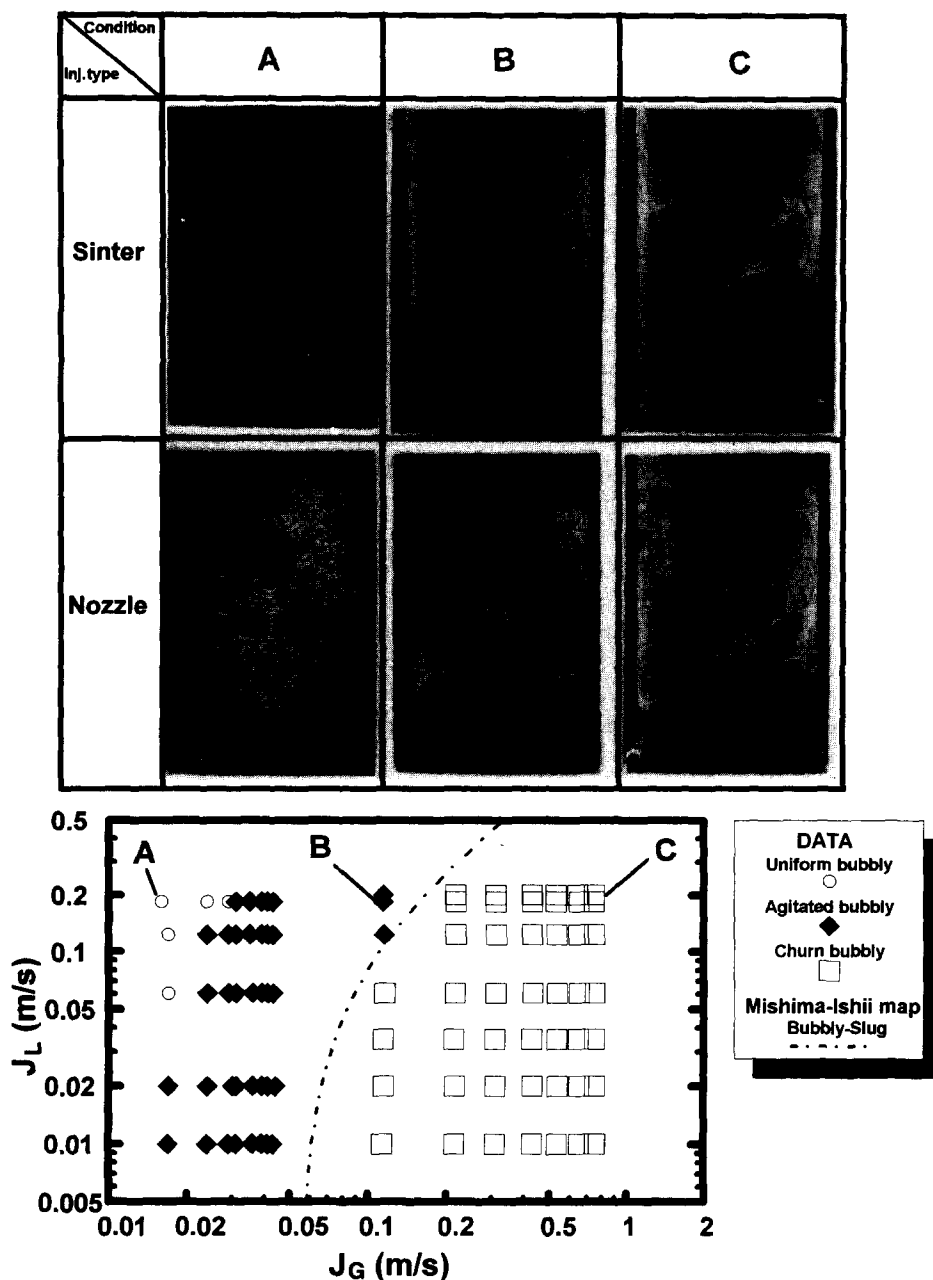 Condition
Inj.type
A
B
C
Sinter
Nozzle
0.5
0.2
0.1
0.05
0.02
0.01
0.005
J_L (m/s)
A
B
C
0.01
0.02
0.05
0.1
0.2
0.5
1
2
J_G (m/s)
DATA
Uniform bubbly
Agitated bubbly
Churn bubbly
Mishima-Ishii map
Bubbly-Slug